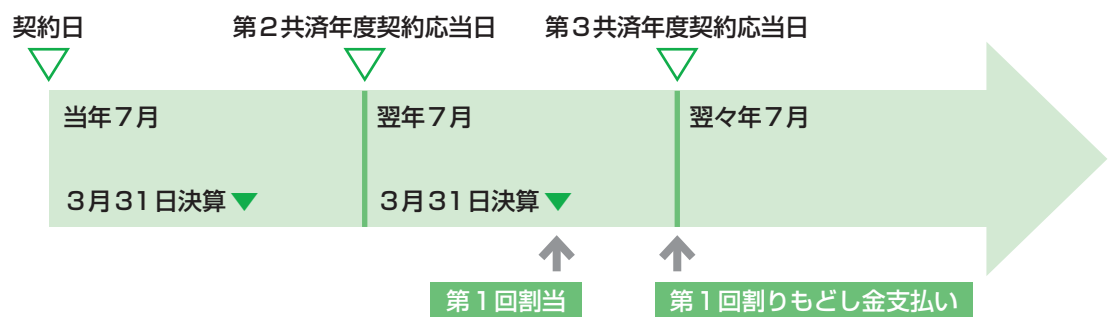 契約日 第２共済年度契約応当日 第３共済年度契約応当日
当年７月 翌年７月 翌々年７月
３月３１日決算 ３月３１日決算
第１回割当 第１回割りもどし金支払い